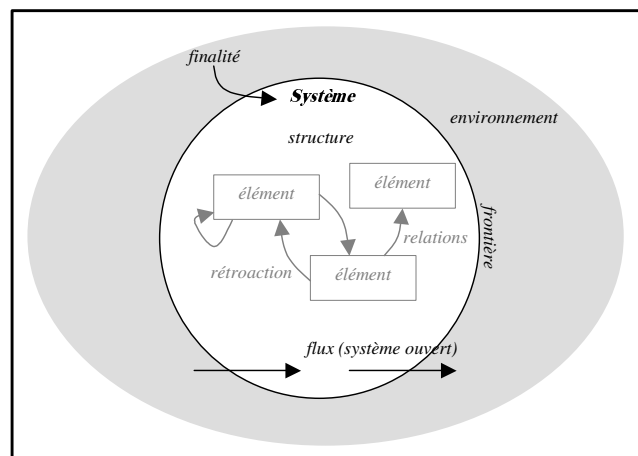 finalité
Système
environnement
structure
élément
élément
frontière
relations
rétroaction
élément
flux (système ouvert)